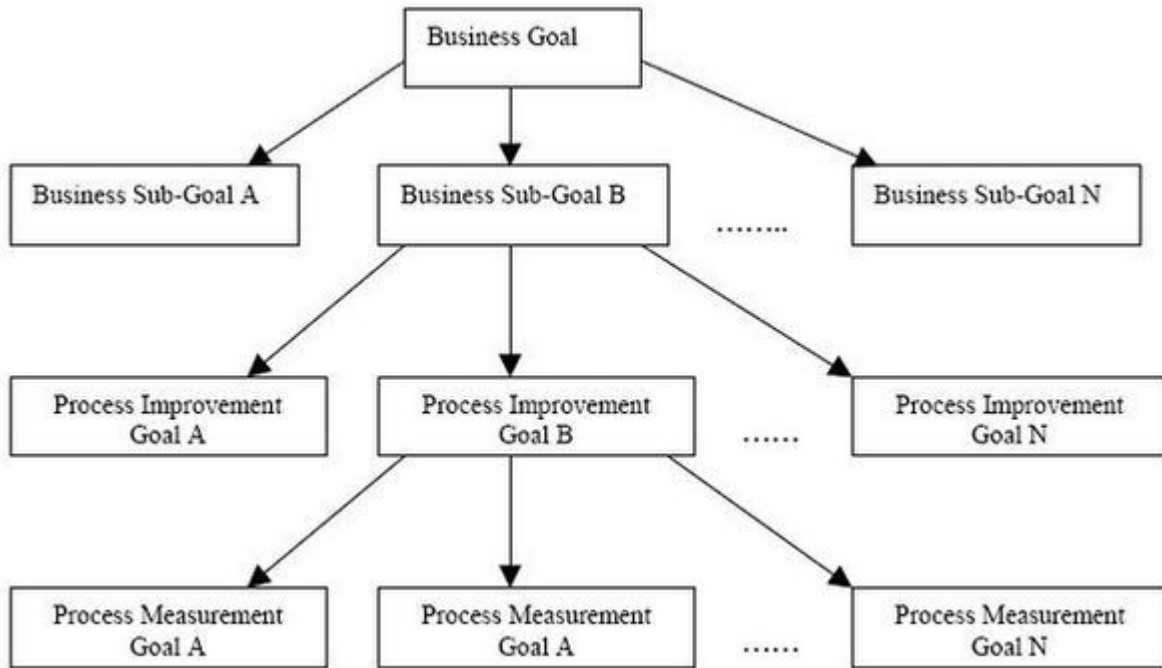 Business Goal
Business Sub-Goal A
Business Sub-Goal B
........
Business Sub-Goal N
Process Improvement
Goal A
Process Improvement
Goal B
......
Process Improvement
Goal N
Process Measurement
Goal A
Process Measurement
Goal A
......
Process Measurement
Goal N